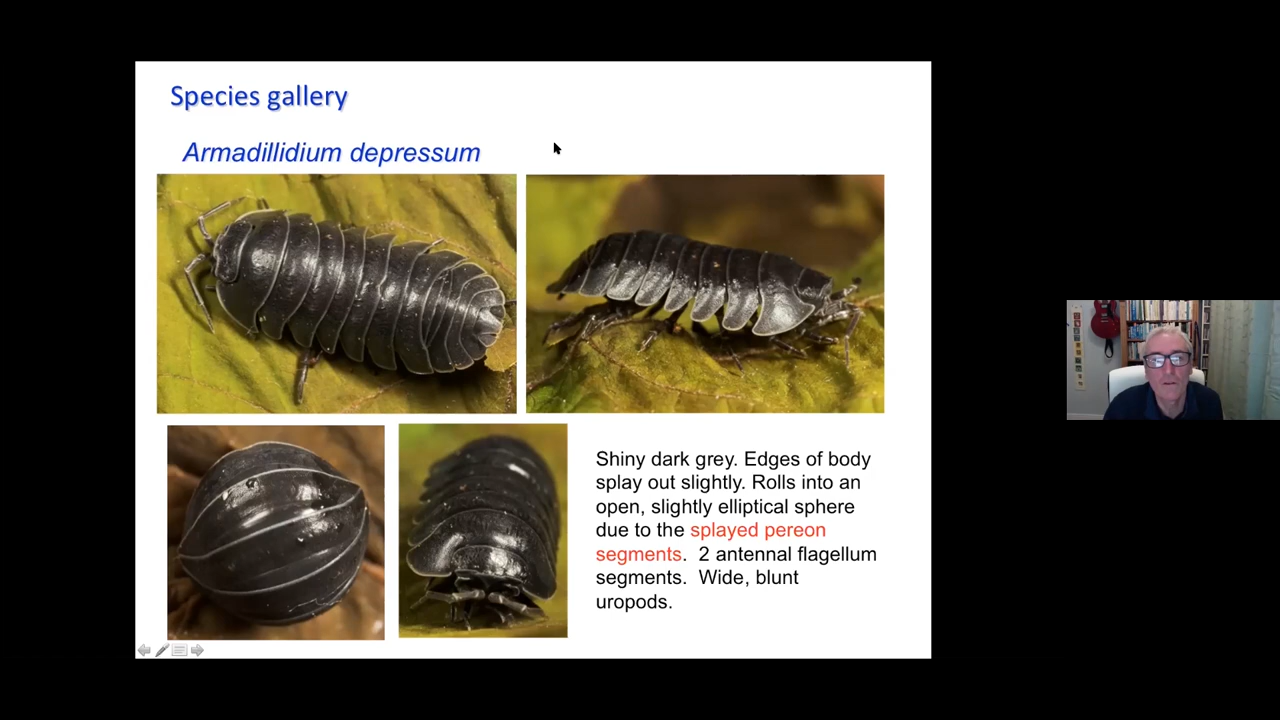 Species gallery
Armadillidium depressum
Shiny dark grey. Edges of body
splay out slightly. Rolls into an
open, slightly elliptical sphere
due to the splayed pereon
segments. 2 antennal flagellum
segments. Wide, blunt
uropods.